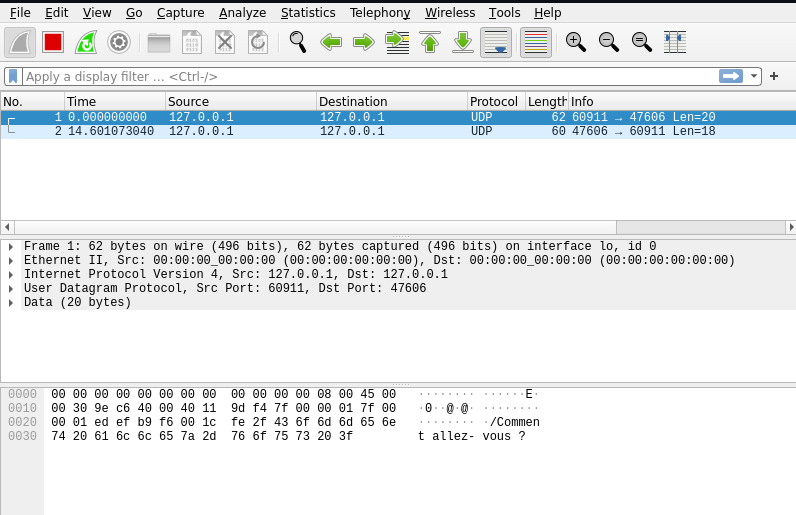 File Edit View Go Capture Analyze Statistics Telephony Wireless Tools Help
Apply a display filter ... <Ctrl-/>
No. Time Source Destination Protocol Length Info
1 0.000000000 127.0.0.1 127.0.0.1 UDP 62 60911 → 47606 Len=20
2 14.601073040 127.0.0.1 127.0.0.1 UDP 60 47606 → 60911 Len=18
Frame 1: 62 bytes on wire (496 bits), 62 bytes captured (496 bits) on interface lo, id 0
Ethernet II, Src: 00:00:00_00:00:00 (00:00:00:00:00:00), Dst: 00:00:00_00:00:00 (00:00:00:00:00:00)
Internet Protocol Version 4, Src: 127.0.0.1, Dst: 127.0.0.1
User Datagram Protocol, Src Port: 60911, Dst Port: 47606
Data (20 bytes)
0000 00 00 00 00 00 00 00 00 00 00 00 00 08 00 45 00 ········ ······E·
0010 00 30 9e c6 40 00 40 11 9d f4 7f 00 00 01 7f 00 ·0··@·@· ········
0020 00 01 ed ef b9 f6 00 1c fe 2f 43 6f 6d 6d 65 6e ········ ·/Commen
0030 74 20 61 6c 6c 65 7a 2d 76 6f 75 73 20 3f t allez- vous ?